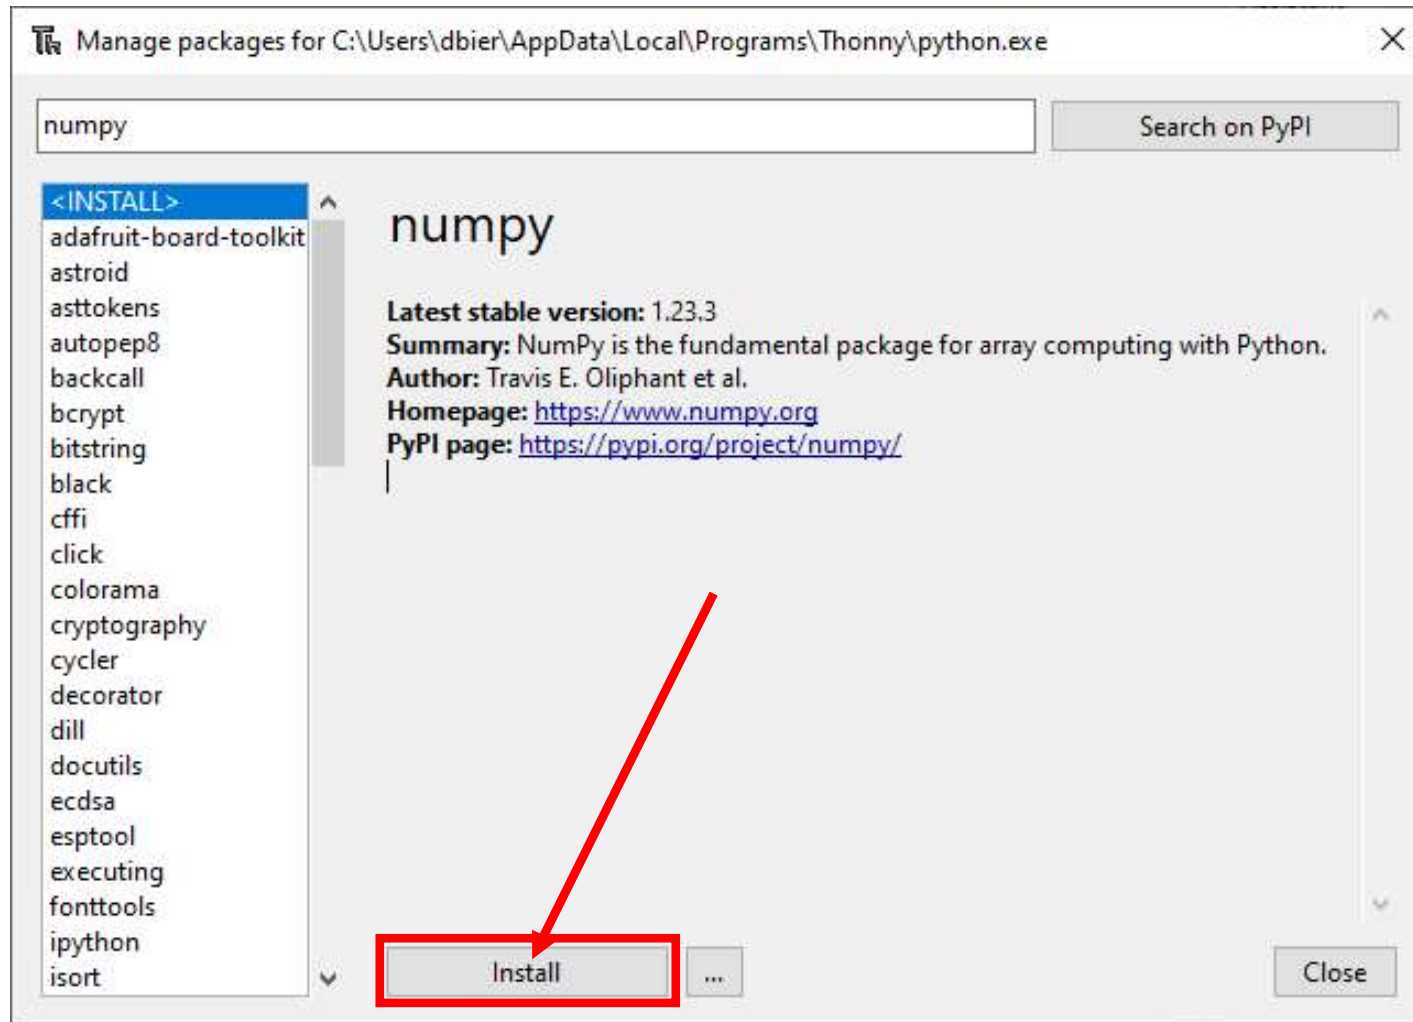 Manage packages for C:\Users\dbier\AppData\Local\Programs\Thonny\python.exe
numpy
Search on PyPI
<INSTALL>
adafruit-board-toolkit
astroid
asttokens
autopep8
backcall
bcrypt
bitstring
black
cffi
click
colorama
cryptography
cycler
decorator
dill
docutils
ecdsa
esptool
executing
fonttools
ipython
isort
numpy
Latest stable version: 1.23.3
Summary: NumPy is the fundamental package for array computing with Python.
Author: Travis E. Oliphant et al.
Homepage: https://www.numpy.org
PyPI page: https://pypi.org/project/numpy/
Install
...
Close